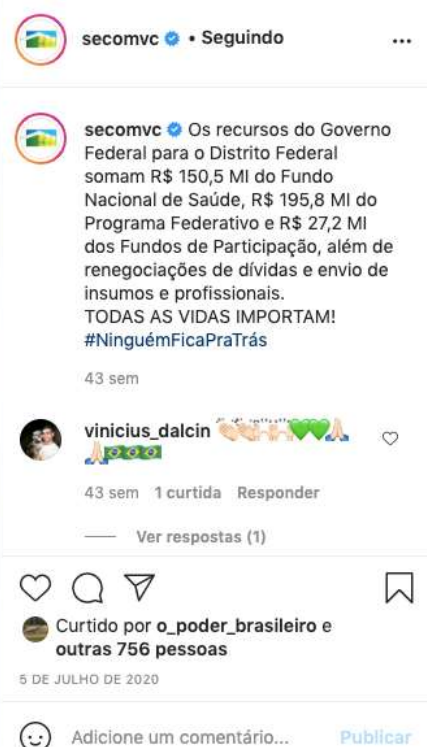 secomvc • Seguindo
secomvc Os recursos do Governo
Federal para o Distrito Federal
somam R$ 150,5 MI do Fundo
Nacional de Saúde, R$ 195,8 MI do
Programa Federativo e R$ 27,2 MI
dos Fundos de Participação, além de
renegociações de dívidas e envio de
insumos e profissionais.
TODAS AS VIDAS IMPORTAM!
#NinguémFicaPraTrás
43 sem
vinicius_dalcin 👏🏻👏🏻🙌🏻🙌🏻💚💚🙏🏻
🙏🏻🇧🇷🇧🇷🇧🇷
43 sem 1 curtida Responder
Ver respostas (1)
Curtido por o_poder_brasileiro e
outras 756 pessoas
5 DE JULHO DE 2020
Adicione um comentário... Publicar